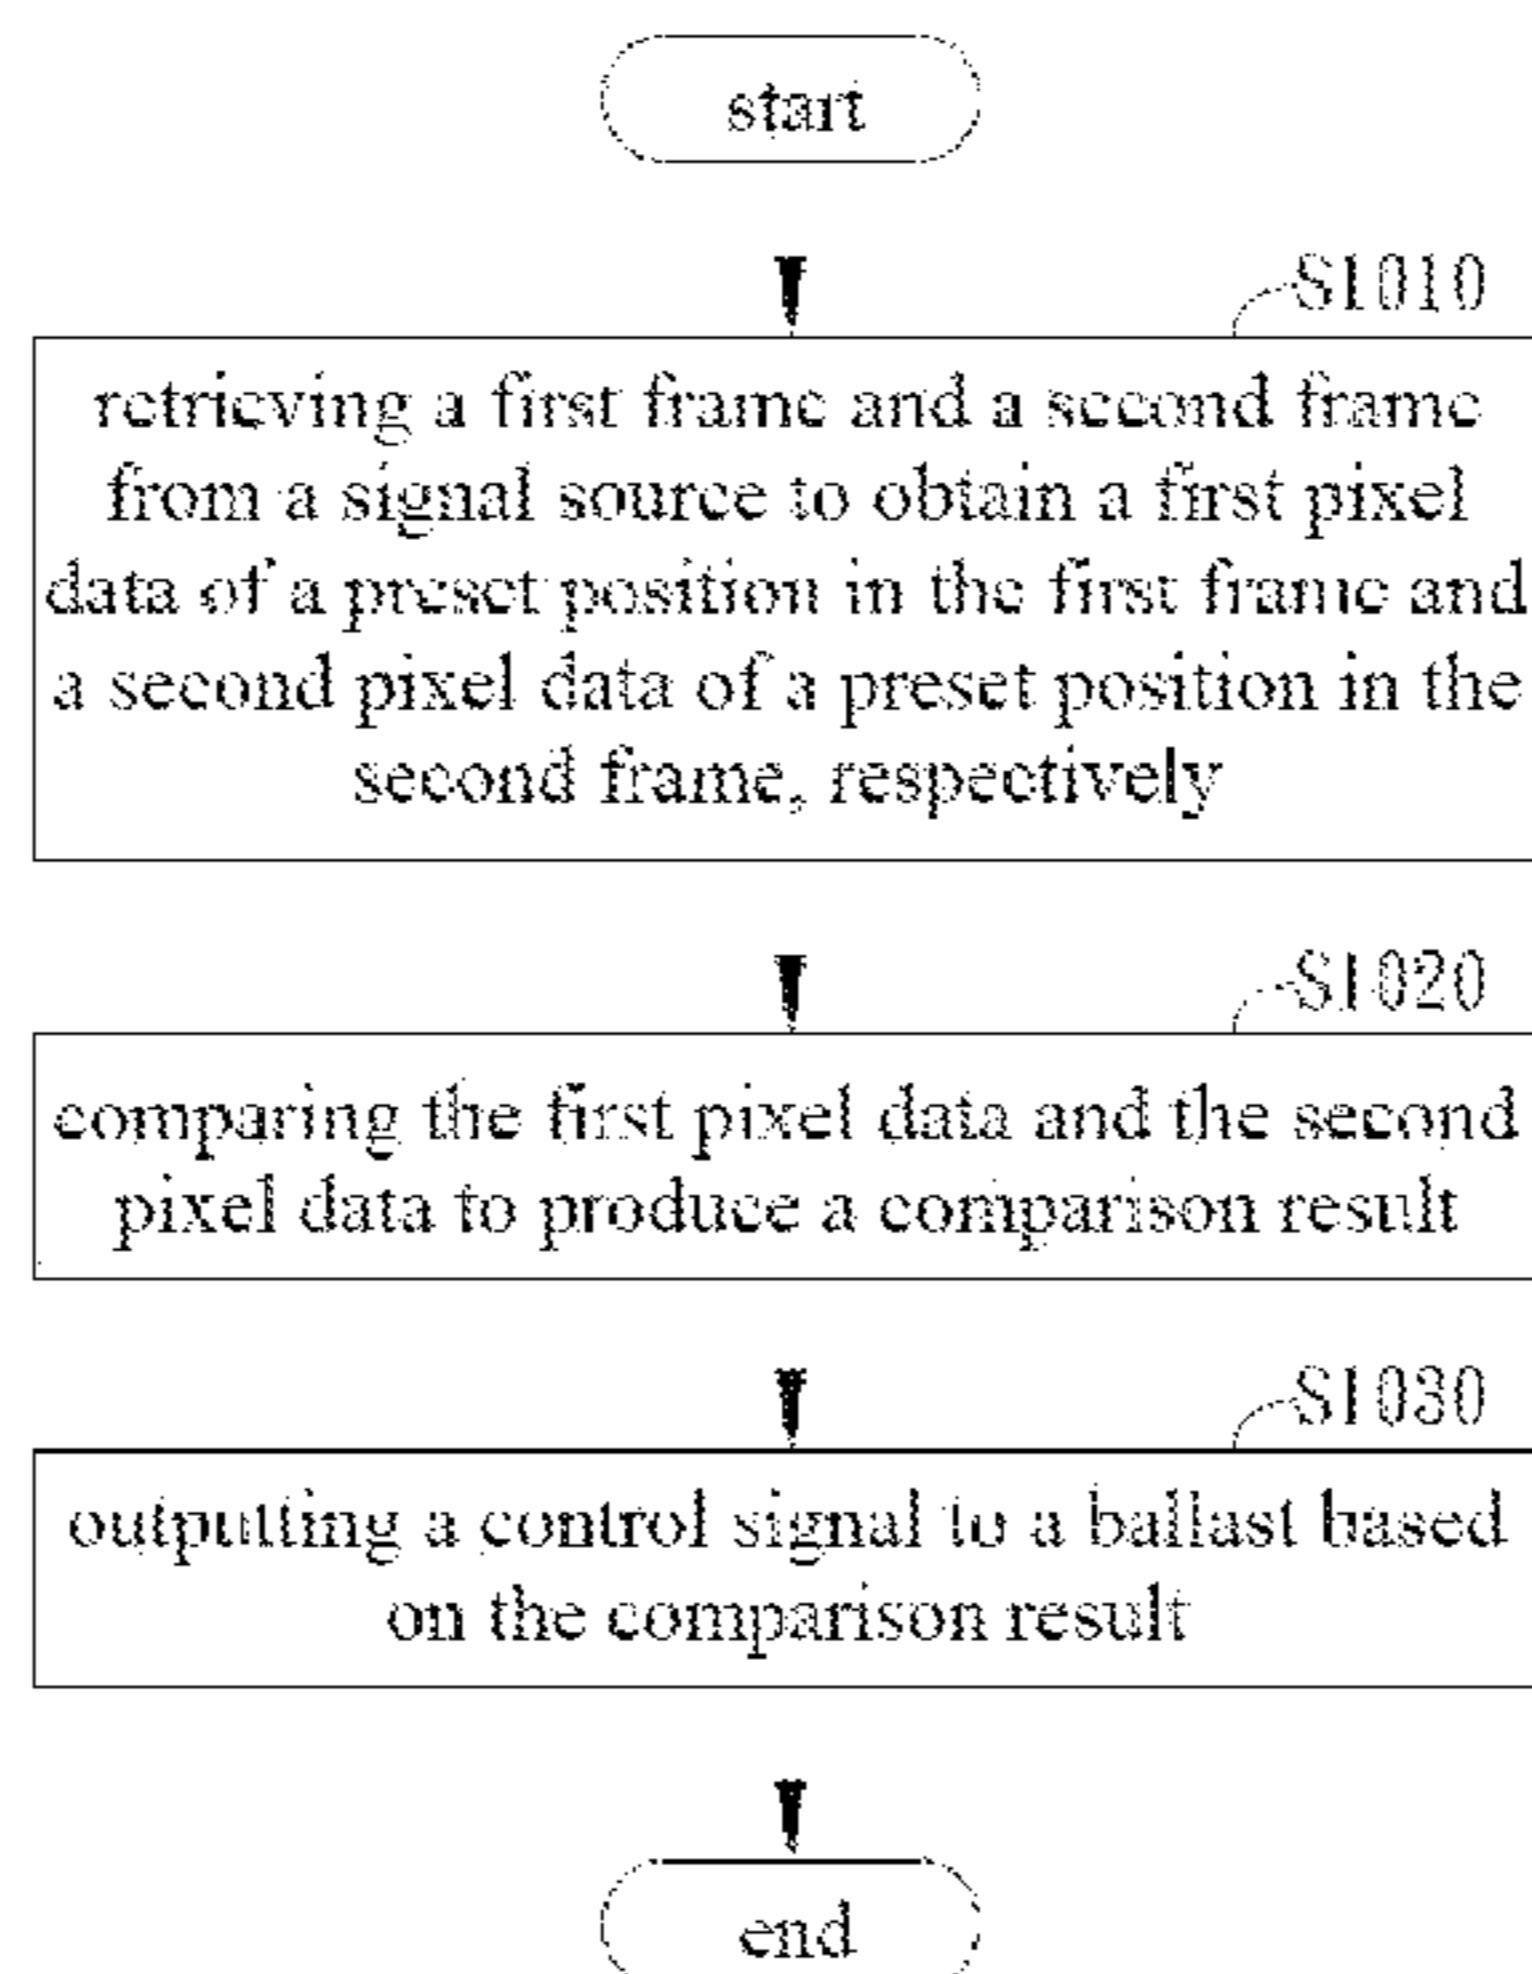 start
S1010
retrieving a first frame and a second frame
from a signal source to obtain a first pixel
data of a preset position in the first frame and
a second pixel data of a preset position in the
second frame, respectively
S1020
comparing the first pixel data and the second
pixel data to produce a comparison result
S1030
outputting a control signal to a ballast based
on the comparison result
end